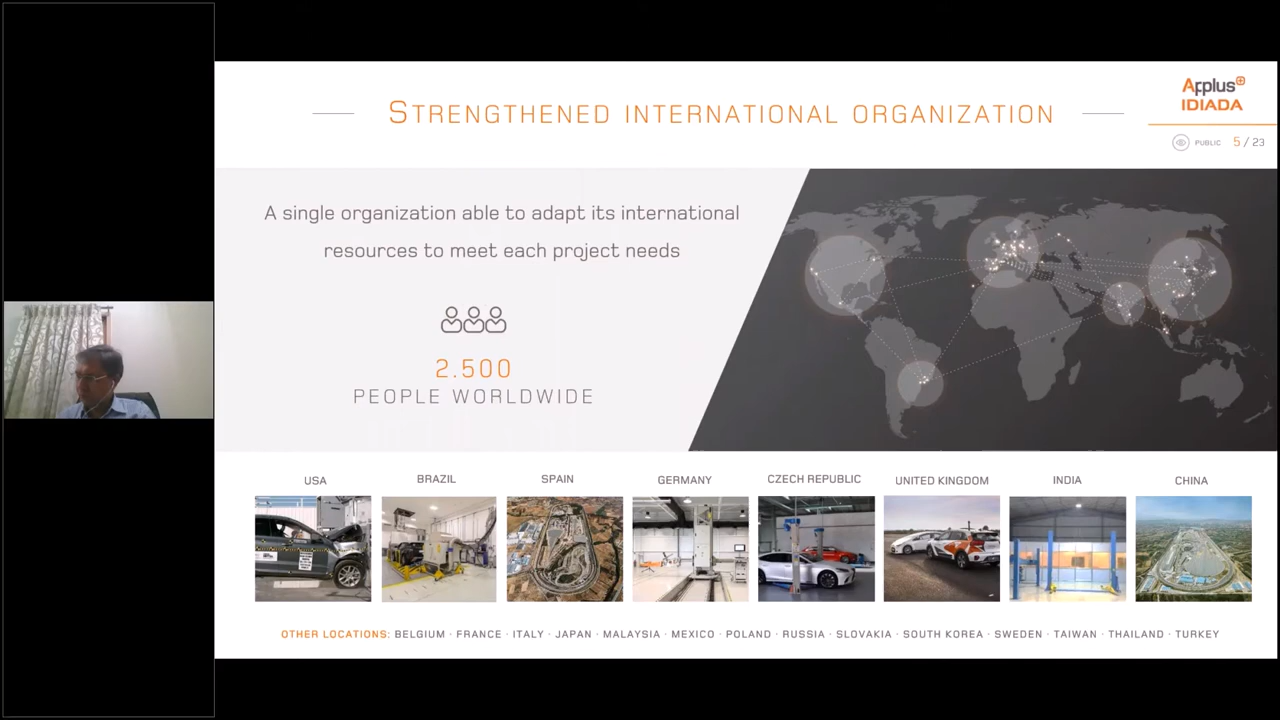 STRENGTHENED INTERNATIONAL ORGANIZATION
Applus+
IDIADA
PUBLIC 5 / 23
A single organization able to adapt its international
resources to meet each project needs
2.500
PEOPLE WORLDWIDE
USA
BRAZIL
SPAIN
GERMANY
CZECH REPUBLIC
UNITED KINGDOM
INDIA
CHINA
OTHER LOCATIONS: BELGIUM · FRANCE · ITALY · JAPAN · MALAYSIA · MEXICO · POLAND · RUSSIA · SLOVAKIA · SOUTH KOREA · SWEDEN · TAIWAN · THAILAND · TURKEY